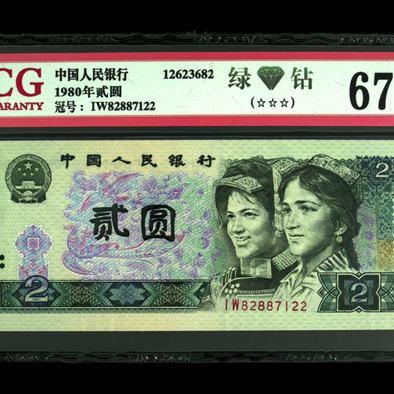 CG
中国人民银行 12623682
1980年贰圆
冠号： IW82887122
绿 钻
(☆☆☆)
67
ARANTY
中国人民银行
贰圆
2
2
2
IW82887122